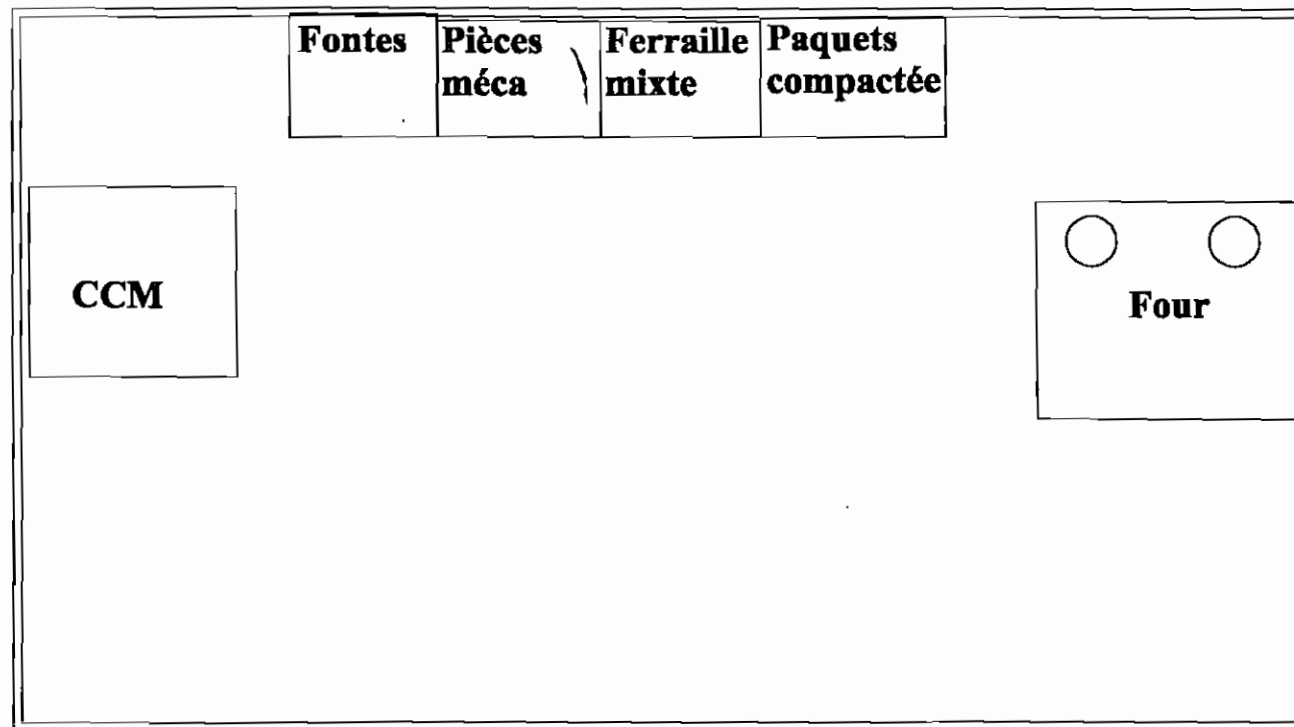 Fontes
Pièces
méca
Ferraille
mixte
Paquets
compactée
CCM
Four